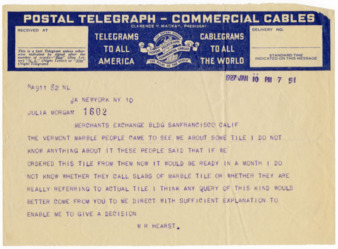 POSTAL TELEGRAPH - COMMERCIAL CABLES
CLARENCE H. MACKAY, PRESIDENT
RECEIVED AT
TELEGRAMS
TO ALL
AMERICA
CABLEGRAMS
TO ALL
THE WORLD
STANDARD TIME
INDICATED ON THIS MESSAGE
1927 JAN 10 PM 7 51
52 NL
NEWYORK NY 10
JULIA MORGAN 1602
MERCHANTS EXCHANGE BLDG SANFRANCISCO CALIF
THE VERMONT MARBLE PEOPLE CAME TO SEE ME ABOUT SOME TILE I DO NOT
KNOW ANYTHING ABOUT IT THESE PEOPLE SAID THAT IF WE
ORDERED THIS TILE FROM THEM NOW IT WOULD BE READY IN A MONTH I DO
NOT KNOW WHETHER THEY CALL SLABS OF MARBLE TILE OR WHETHER THEY ARE
REALLY REFERRING TO ACTUAL TILE I THINK ANY QUERY OF THIS KIND WOULD
BETTER COME FROM YOU TO ME DIRECT WITH SUFFICIENT EXPLANATION TO
ENABLE ME TO GIVE A DECISION
W R HEARST.